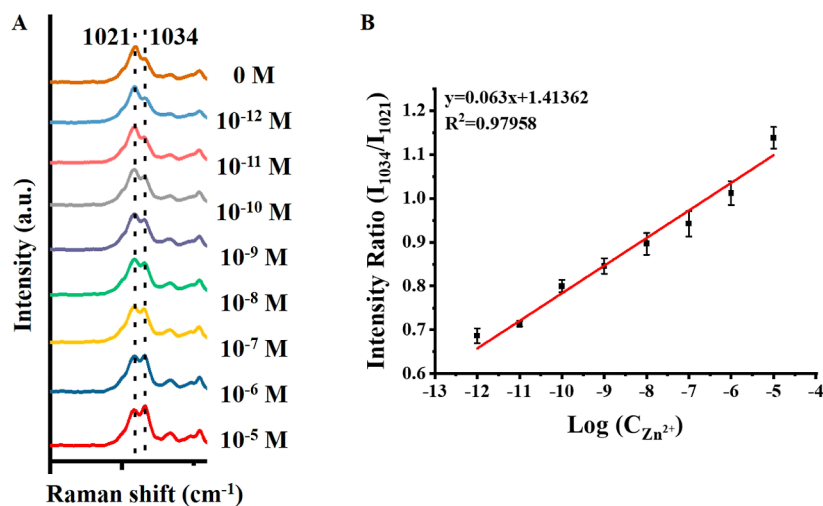 A
1021 1034
0 M
10-12 M
10-11 M
10-10 M
10-9 M
10-8 M
10-7 M
10-6 M
10-5 M
Intensity (a.u.)
Raman shift (cm-1)
B
y=0.063x+1.41362
R2=0.97958
Intensity Ratio (I1034/I1021)
1.2
1.1
1.0
0.9
0.8
0.7
0.6
-13 -12 -11 -10 -9 -8 -7 -6 -5 -4
Log (CZn2+)